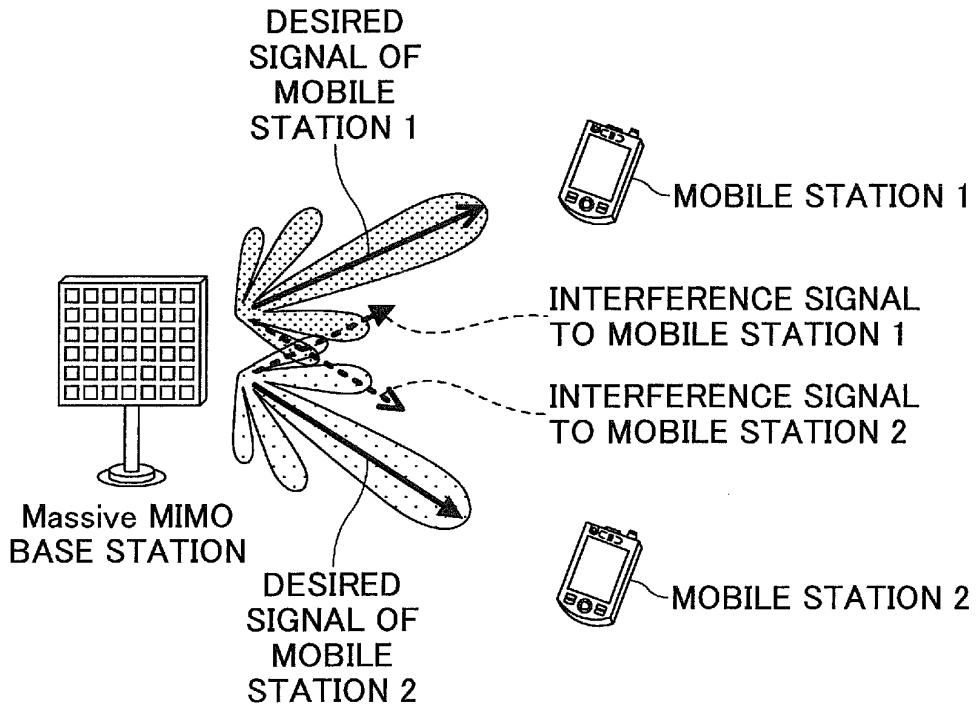 DESIRED
SIGNAL OF
MOBILE
STATION 1
MOBILE STATION 1
INTERFERENCE SIGNAL
TO MOBILE STATION 1
INTERFERENCE SIGNAL
TO MOBILE STATION 2
Massive MIMO
BASE STATION
DESIRED
SIGNAL OF
MOBILE
STATION 2
MOBILE STATION 2